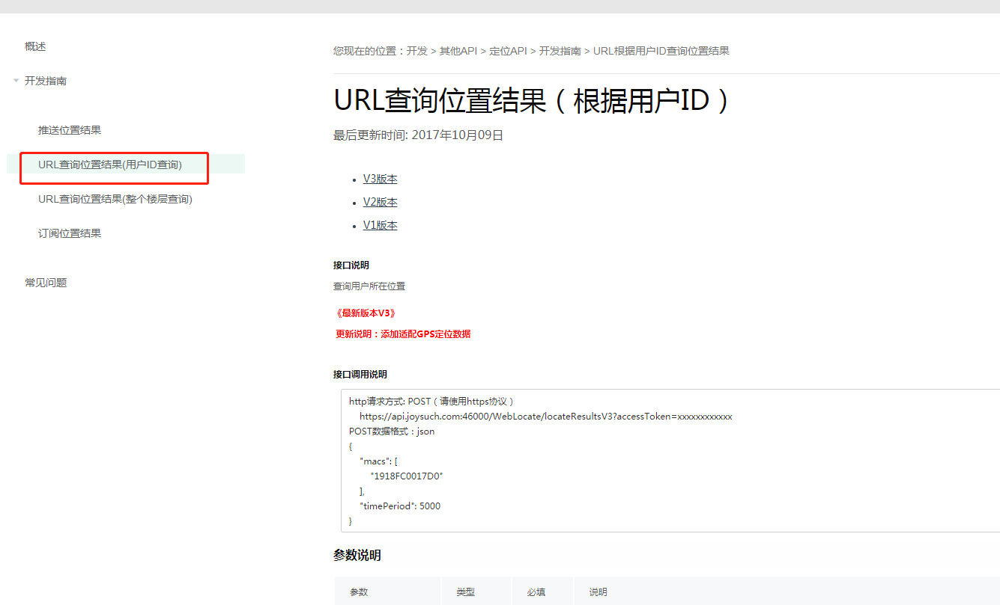 概述
开发指南
推送位置结果
URL查询位置结果(用户ID查询)
URL查询位置结果(整个楼层查询)
订阅位置结果
常见问题
您现在的位置：开发 > 其他API > 定位API > 开发指南 > URL根据用户ID查询位置结果
URL查询位置结果（根据用户ID）
最后更新时间: 2017年10月09日
V3版本
V2版本
V1版本
接口说明
查询用户所在位置
《最新版本V3》
更新说明：添加适配GPS定位数据
接口调用说明
http请求方式: POST（请使用https协议）
https://api.joysuch.com:46000/WebLocate/locateResultsV3?accessToken=xxxxxxxxxxxx
POST数据格式：json
{
"macs": [
"1918FC0017D0"
],
"timePeriod": 5000
}
参数说明
参数 类型 必填 说明